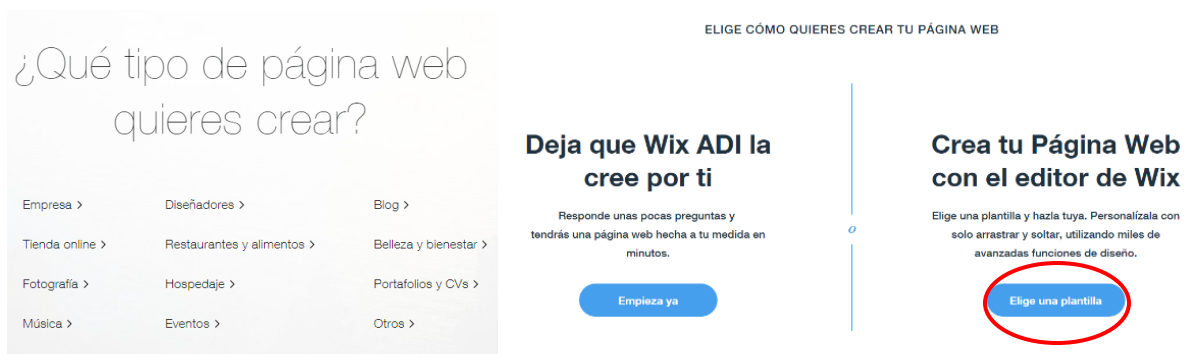 ¿Qué tipo de página web
quieres crear?
Empresa >
Diseñadores >
Blog >
Tienda online >
Restaurantes y alimentos >
Belleza y bienestar >
Fotografía >
Hospedaje >
Portafolios y CVs >
Música >
Eventos >
Otros >
ELIGE CÓMO QUIERES CREAR TU PÁGINA WEB
Deja que Wix ADI la
cree por ti
Responde unas pocas preguntas y
tendrás una página web hecha a tu medida en
minutos.
Empieza ya
o
Crea tu Página Web
con el editor de Wix
Elige una plantilla y hazla tuya. Personalízala con
solo arrastrar y soltar, utilizando miles de
avanzadas funciones de diseño.
Elige una plantilla